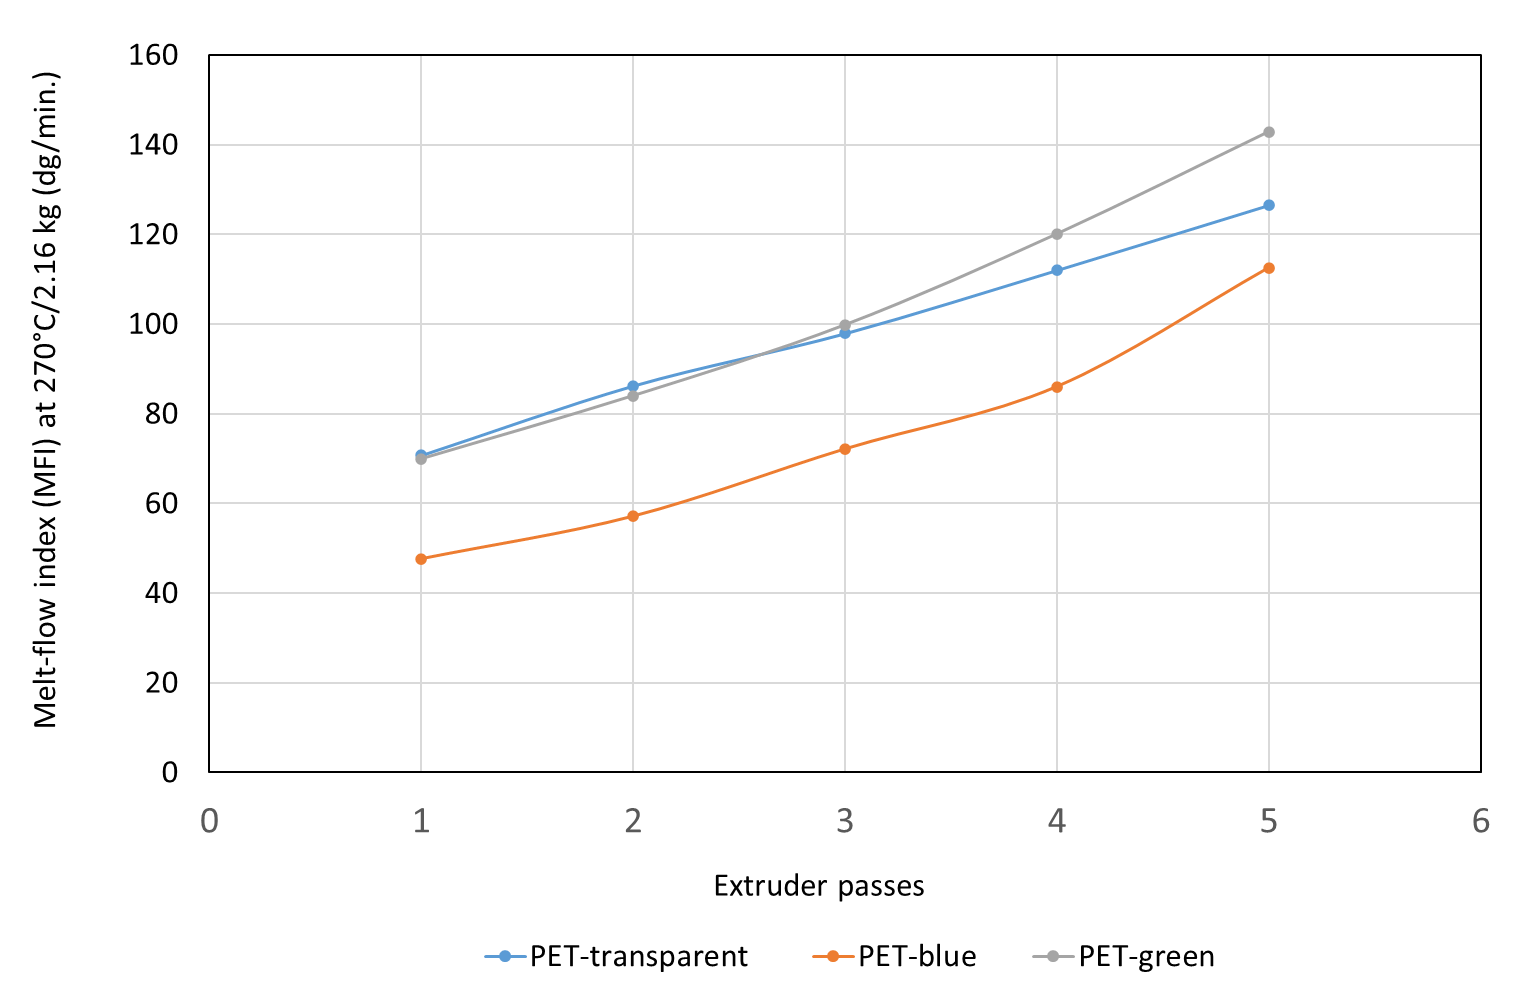 Melt-flow index (MFI) at 270°C/2.16 kg (dg/min.)
160
140
120
100
80
60
40
20
0
0 1 2 3 4 5 6
Extruder passes
PET-transparent PET-blue PET-green